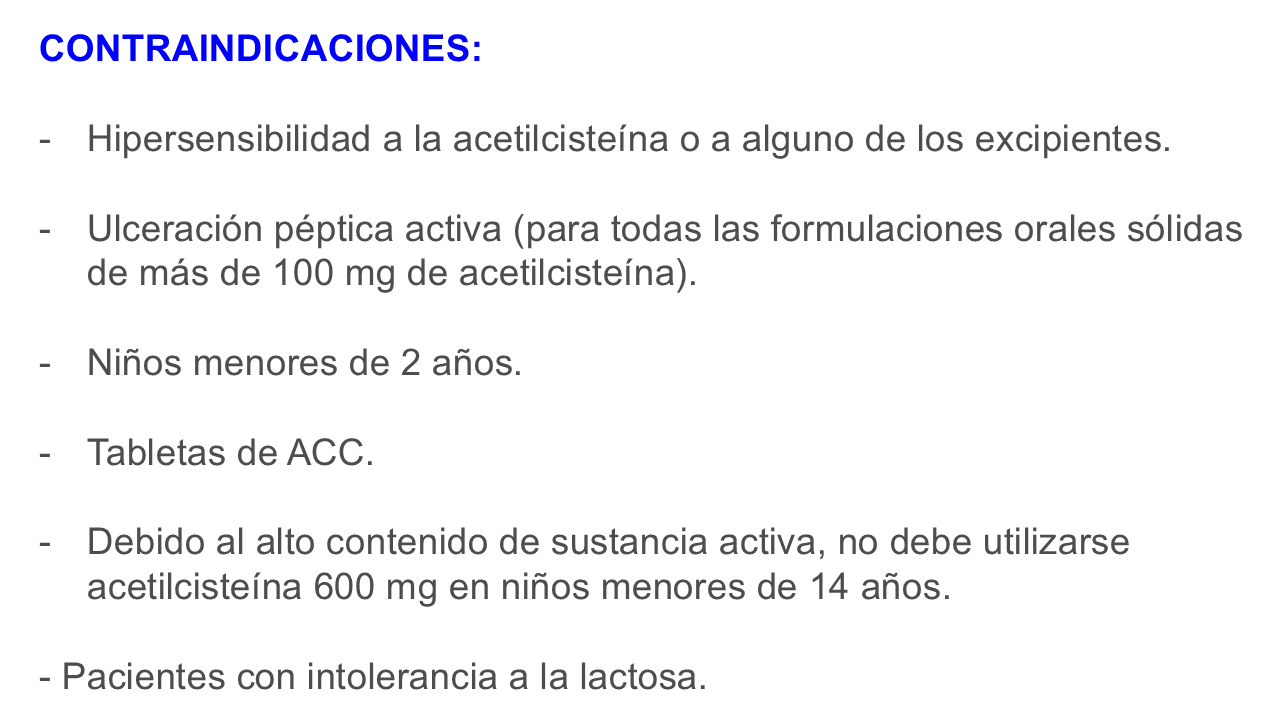 CONTRAINDICACIONES:
- Hipersensibilidad a la acetilcisteína o a alguno de los excipientes.
- Ulceración péptica activa (para todas las formulaciones orales sólidas
de más de 100 mg de acetilcisteína).
- Niños menores de 2 años.
- Tabletas de ACC.
- Debido al alto contenido de sustancia activa, no debe utilizarse
acetilcisteína 600 mg en niños menores de 14 años.
- Pacientes con intolerancia a la lactosa.